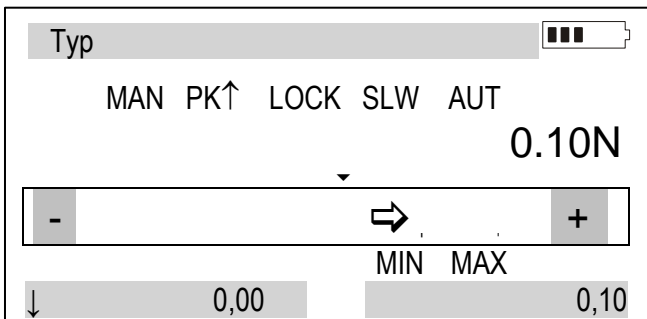 Typ
MAN PK↑ LOCK SLW AUT
0.10N
- +
MIN MAX
↓ 0,00 0,10